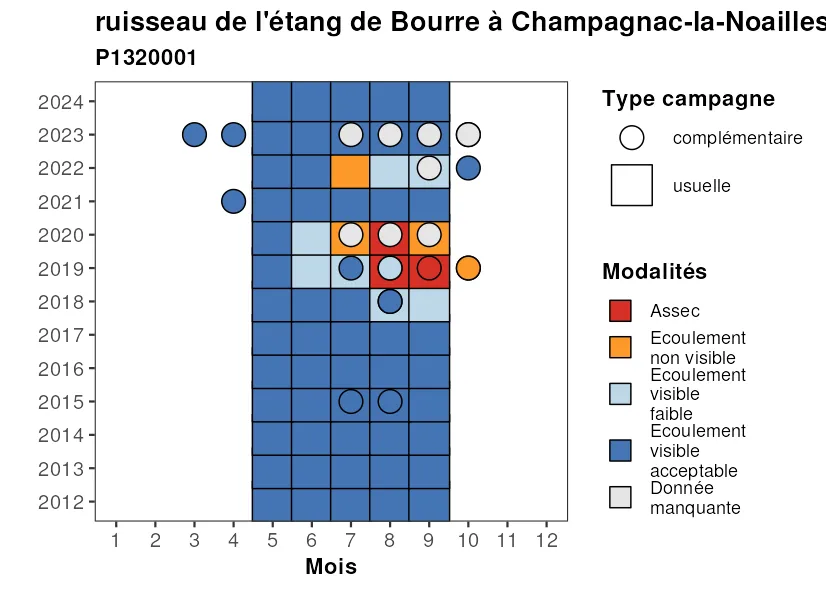 ruisseau de l'étang de Bourre à Champagnac-la-Noailles
P1320001
2024
2023
2022
2021
2020
2019
2018
2017
2016
2015
2014
2013
2012
1 2 3 4 5 6 7 8 9 10 11 12
Mois
Type campagne
complémentaire
usuelle
Modalités
Assec
Ecoulement
non visible
Ecoulement
visible
faible
Ecoulement
visible
acceptable
Donnée
manquante